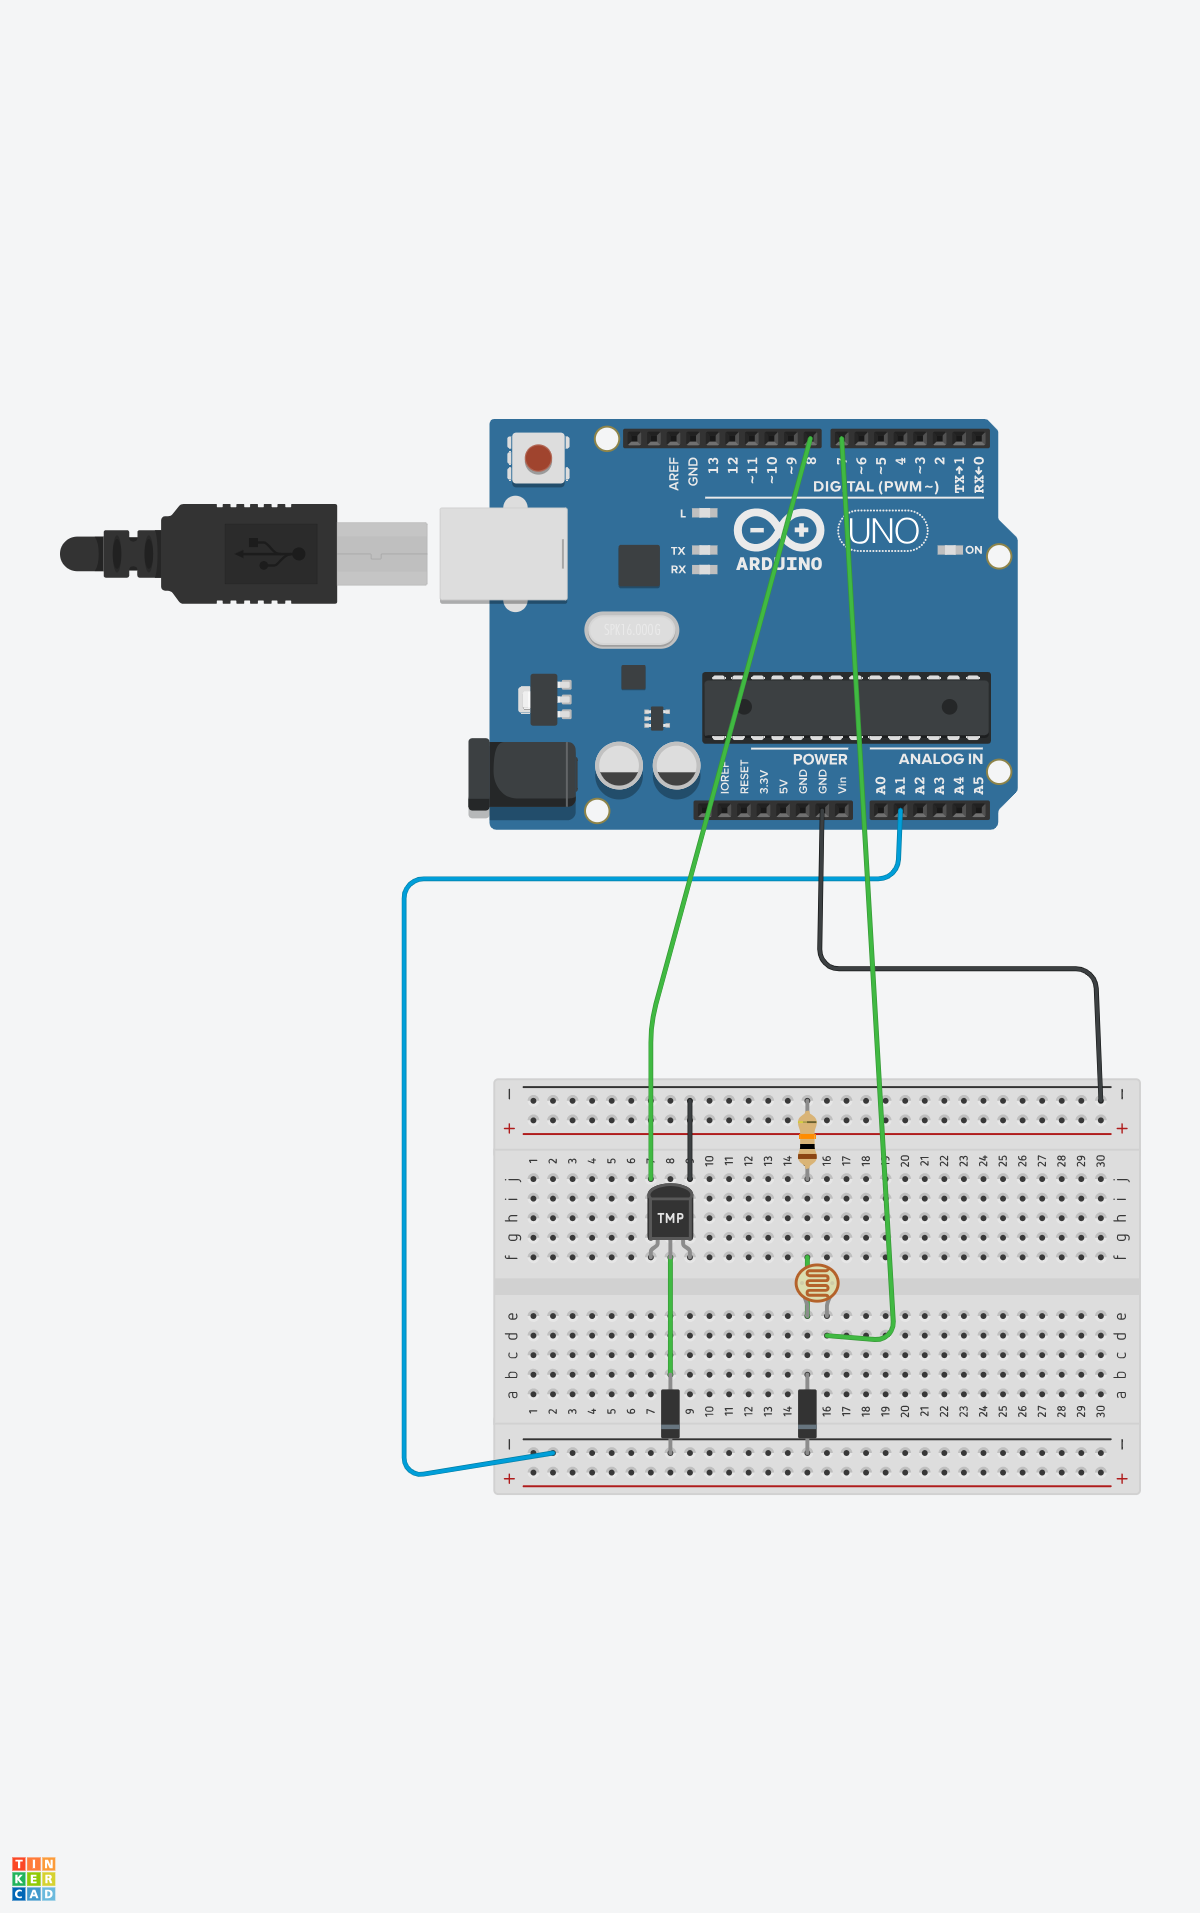 AREF
GND
13
12
~11
~10
~9
8
7
~6
~5
4
~3
2
TX→1
RX←0
DIGITAL (PWM~)
L
TX
RX
ARDUINO
UNO
ON
SPK16.000G
POWER
ANALOG IN
IOREF
RESET
3.3V
5V
GND
GND
Vin
A0
A1
A2
A3
A4
A5
1 2 3 4 5 6 7 8 9 10 11 12 13 14 16 17 18 19 20 21 22 23 24 25 26 27 28 29 30
j j
i i
h TMP h
g g
f f
e e
d d
c c
b b
a a
1 2 3 4 5 6 7 9 10 11 12 13 14 16 17 18 19 20 21 22 23 24 25 26 27 28 29 30
TIN
KER
CAD